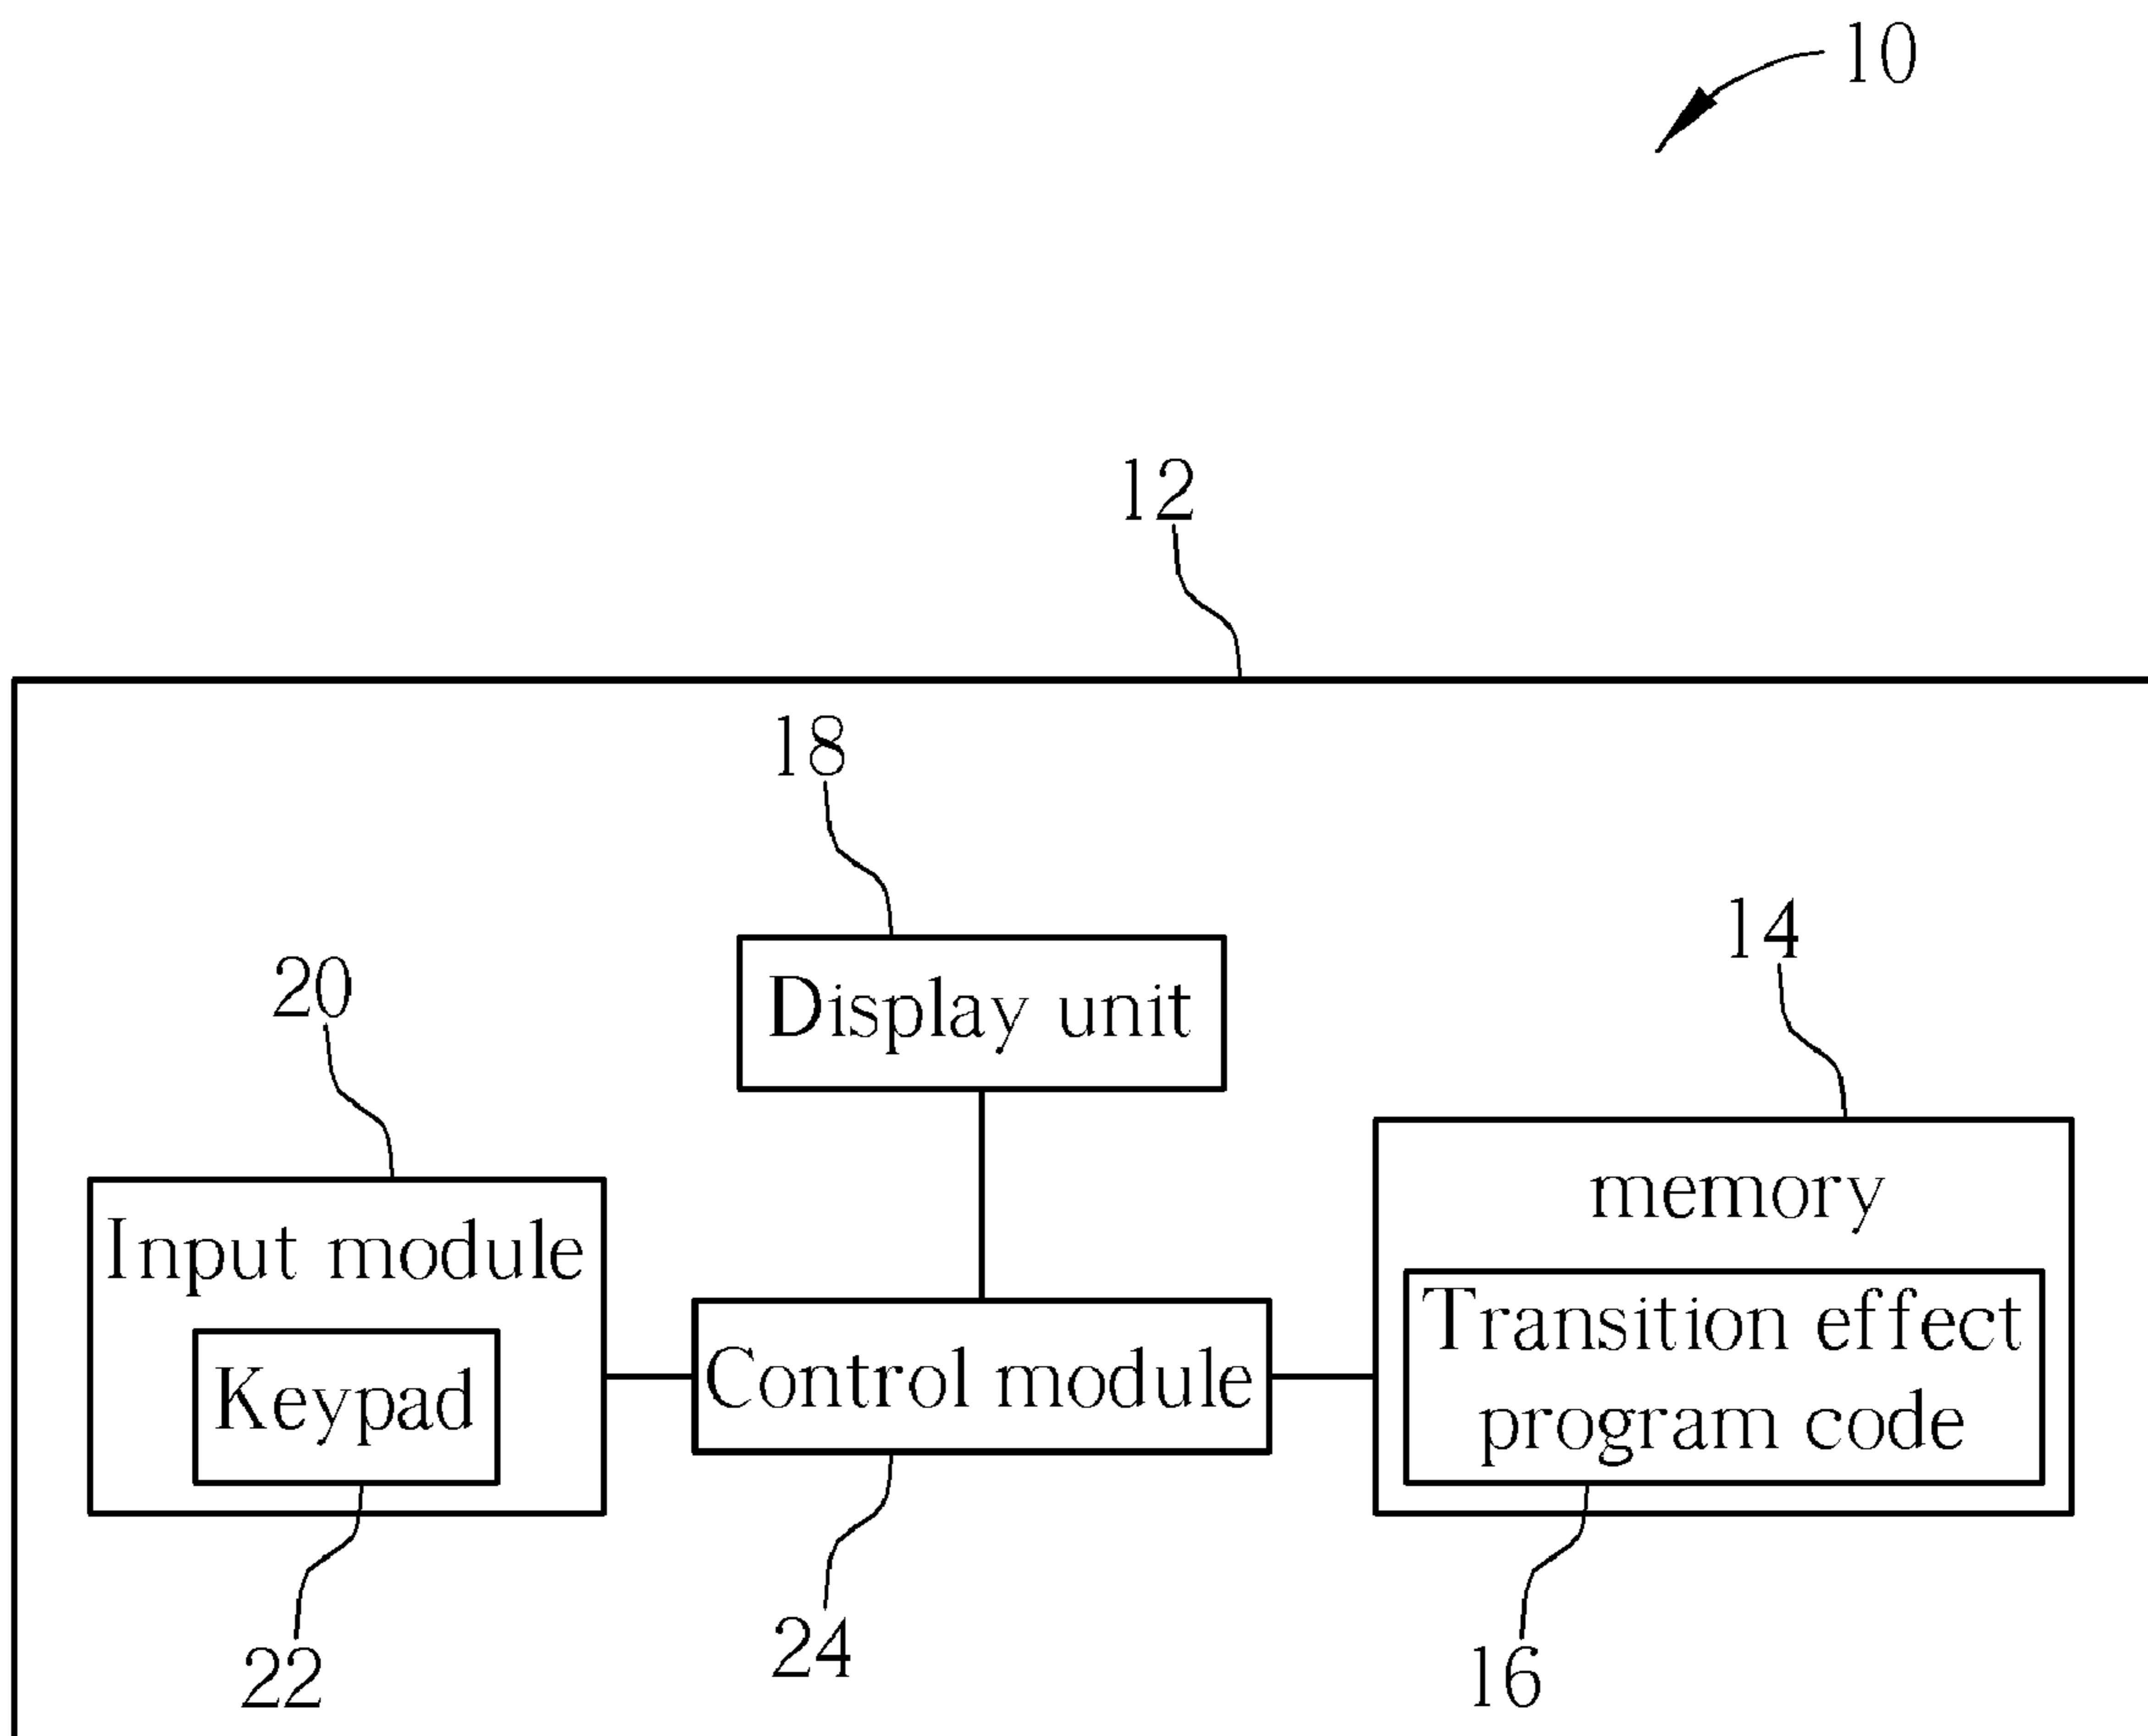 10
12
18
14
20
Display unit
memory
Input module
Transition effect
program code
Keypad
Control module
22
24
16